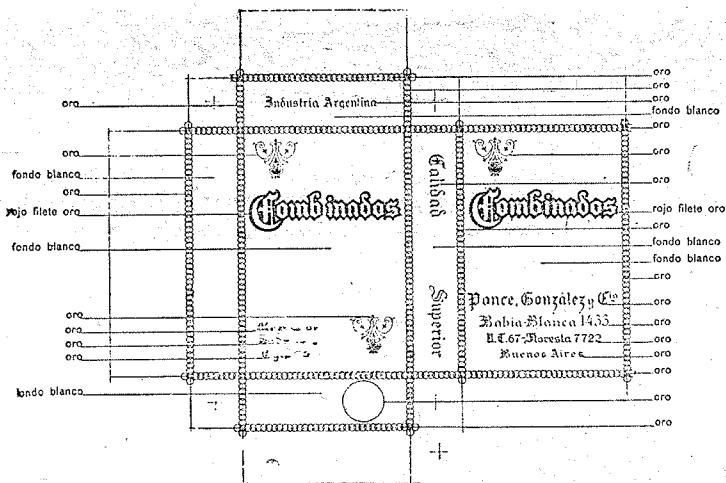 oro
oro
oro
fondo blanco
oro
oro
oro
rojo filete oro
oro
fondo blanco
fondo blanco
oro
oro
oro
oro
oro
oro
oro
oro
oro
oro
fondo blanco
oro
rojo filete oro
fondo blanco
oro
oro
oro
oro
fondo blanco
Industria Argentina
Combinados
Calidad
Superior
Combinados
Ponce, González y Cía
Bahia Blanca 1433
U.T. 67-Floresta 7722
Buenos Aires